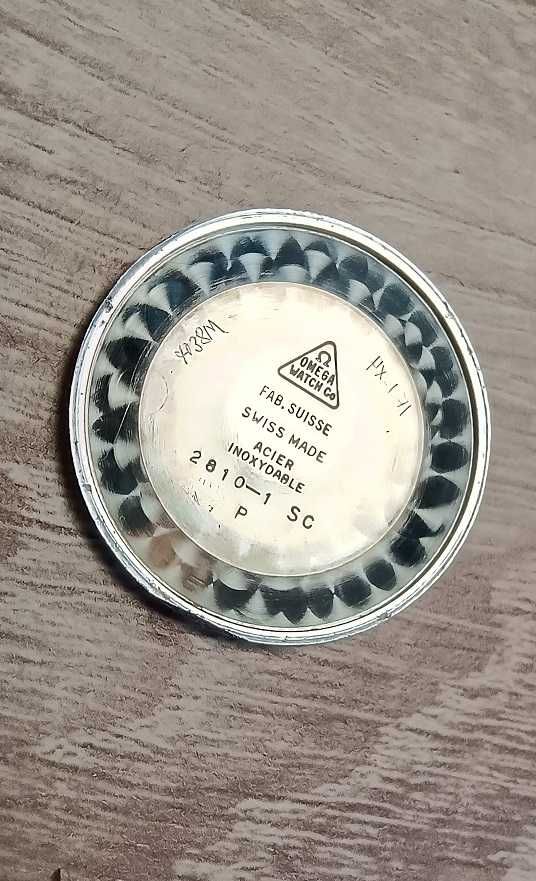 Ω
OMEGA
WATCH Co
FAB. SUISSE
SWISS MADE
ACIER
INOXYDABLE
2810-1 SC
P